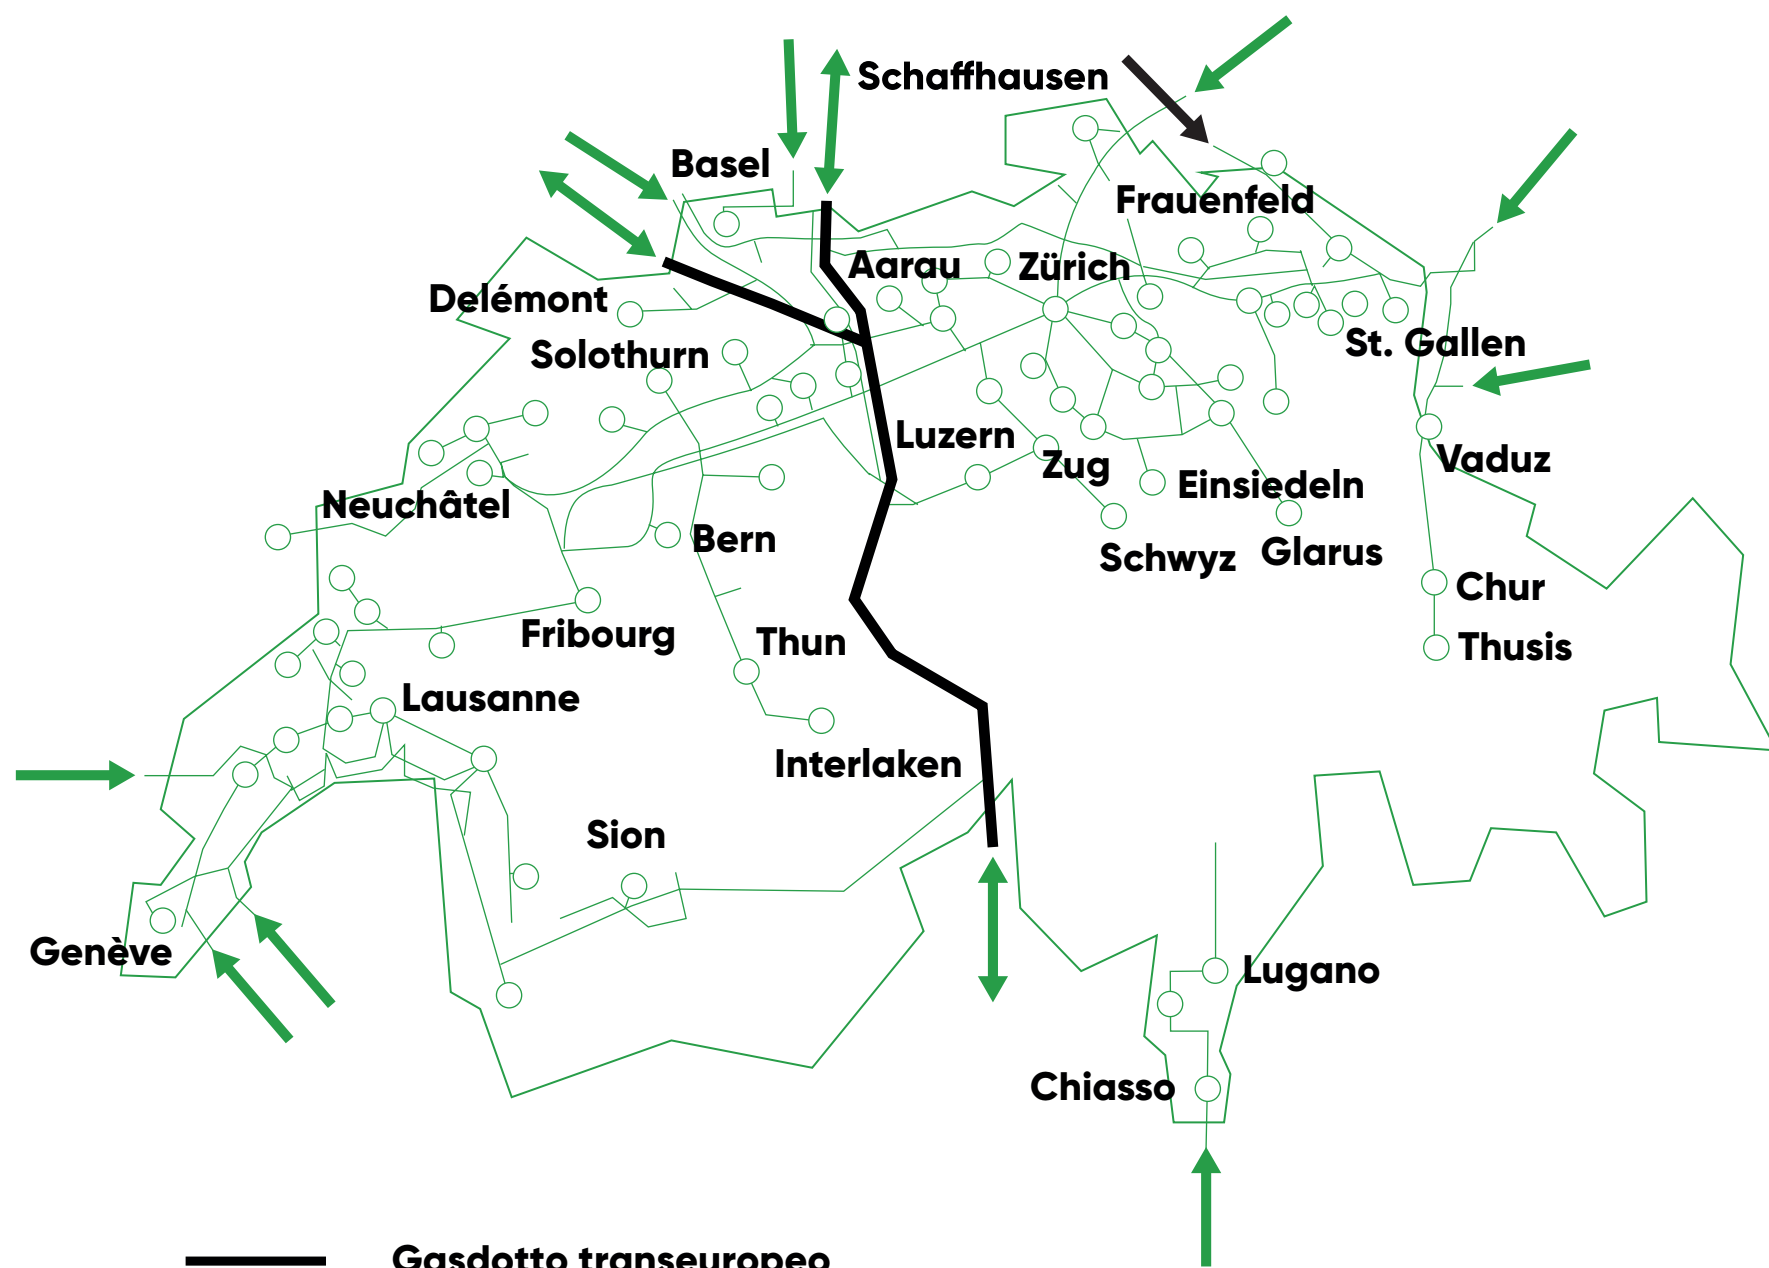 Schaffhausen
Basel
Frauenfeld
Aarau
Zürich
Delémont
Solothurn
St. Gallen
Luzern
Zug
Vaduz
Einsiedeln
Neuchâtel
Bern
Schwyz
Glarus
Chur
Fribourg
Thun
Thusis
Lausanne
Interlaken
Sion
Genève
Lugano
Chiasso
Gasdotto transeuropeo